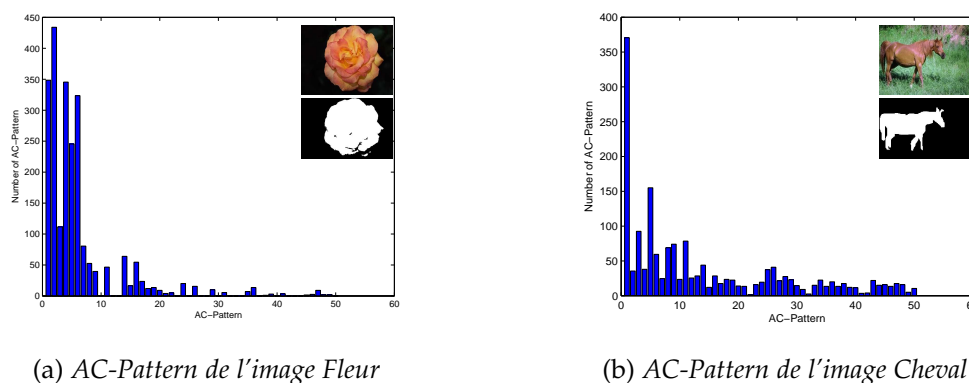 450
400
350
300
250
200
150
100
50
0
Number of AC−Pattern
0 10 20 30 40 50 60
AC−Pattern
400
350
300
250
200
150
100
50
0
Number of AC−Pattern
0 10 20 30 40 50 60
AC−Pattern
(a) AC-Pattern de l'image Fleur
(b) AC-Pattern de l'image Cheval